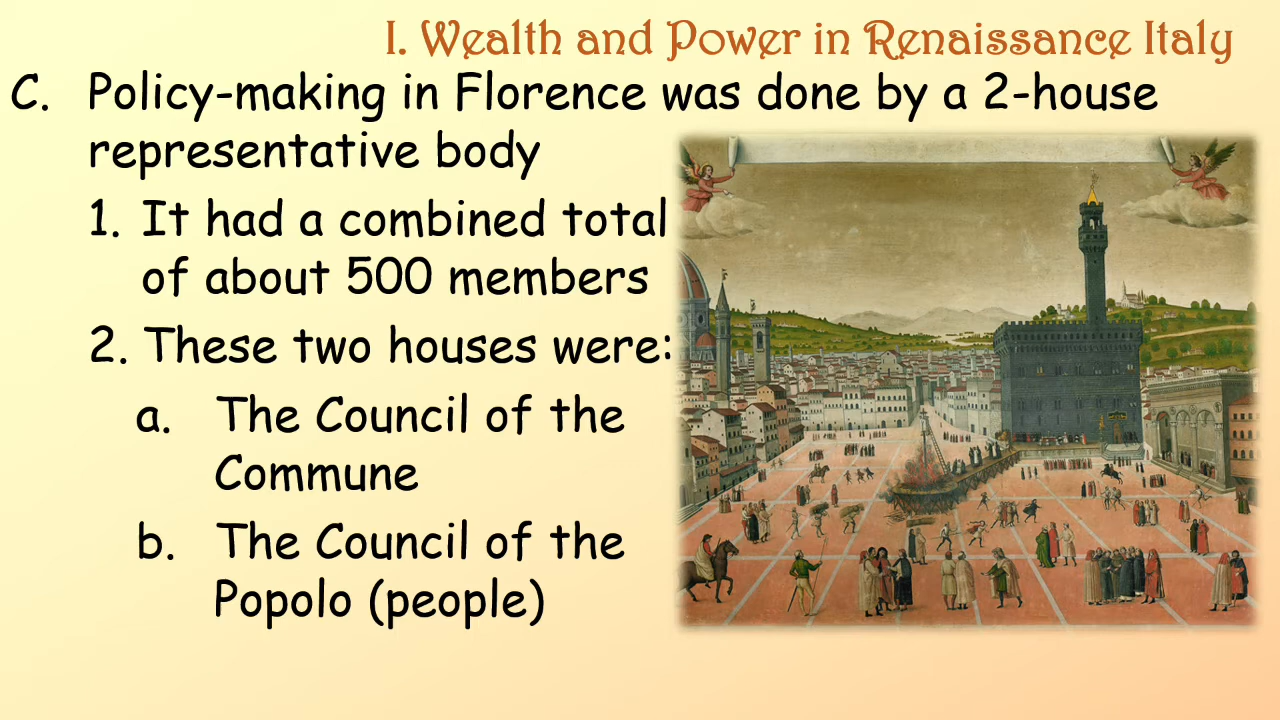 I. Wealth and Power in Renaissance Italy
C. Policy-making in Florence was done by a 2-house
representative body
1. It had a combined total
of about 500 members
2. These two houses were:
a. The Council of the
Commune
b. The Council of the
Popolo (people)